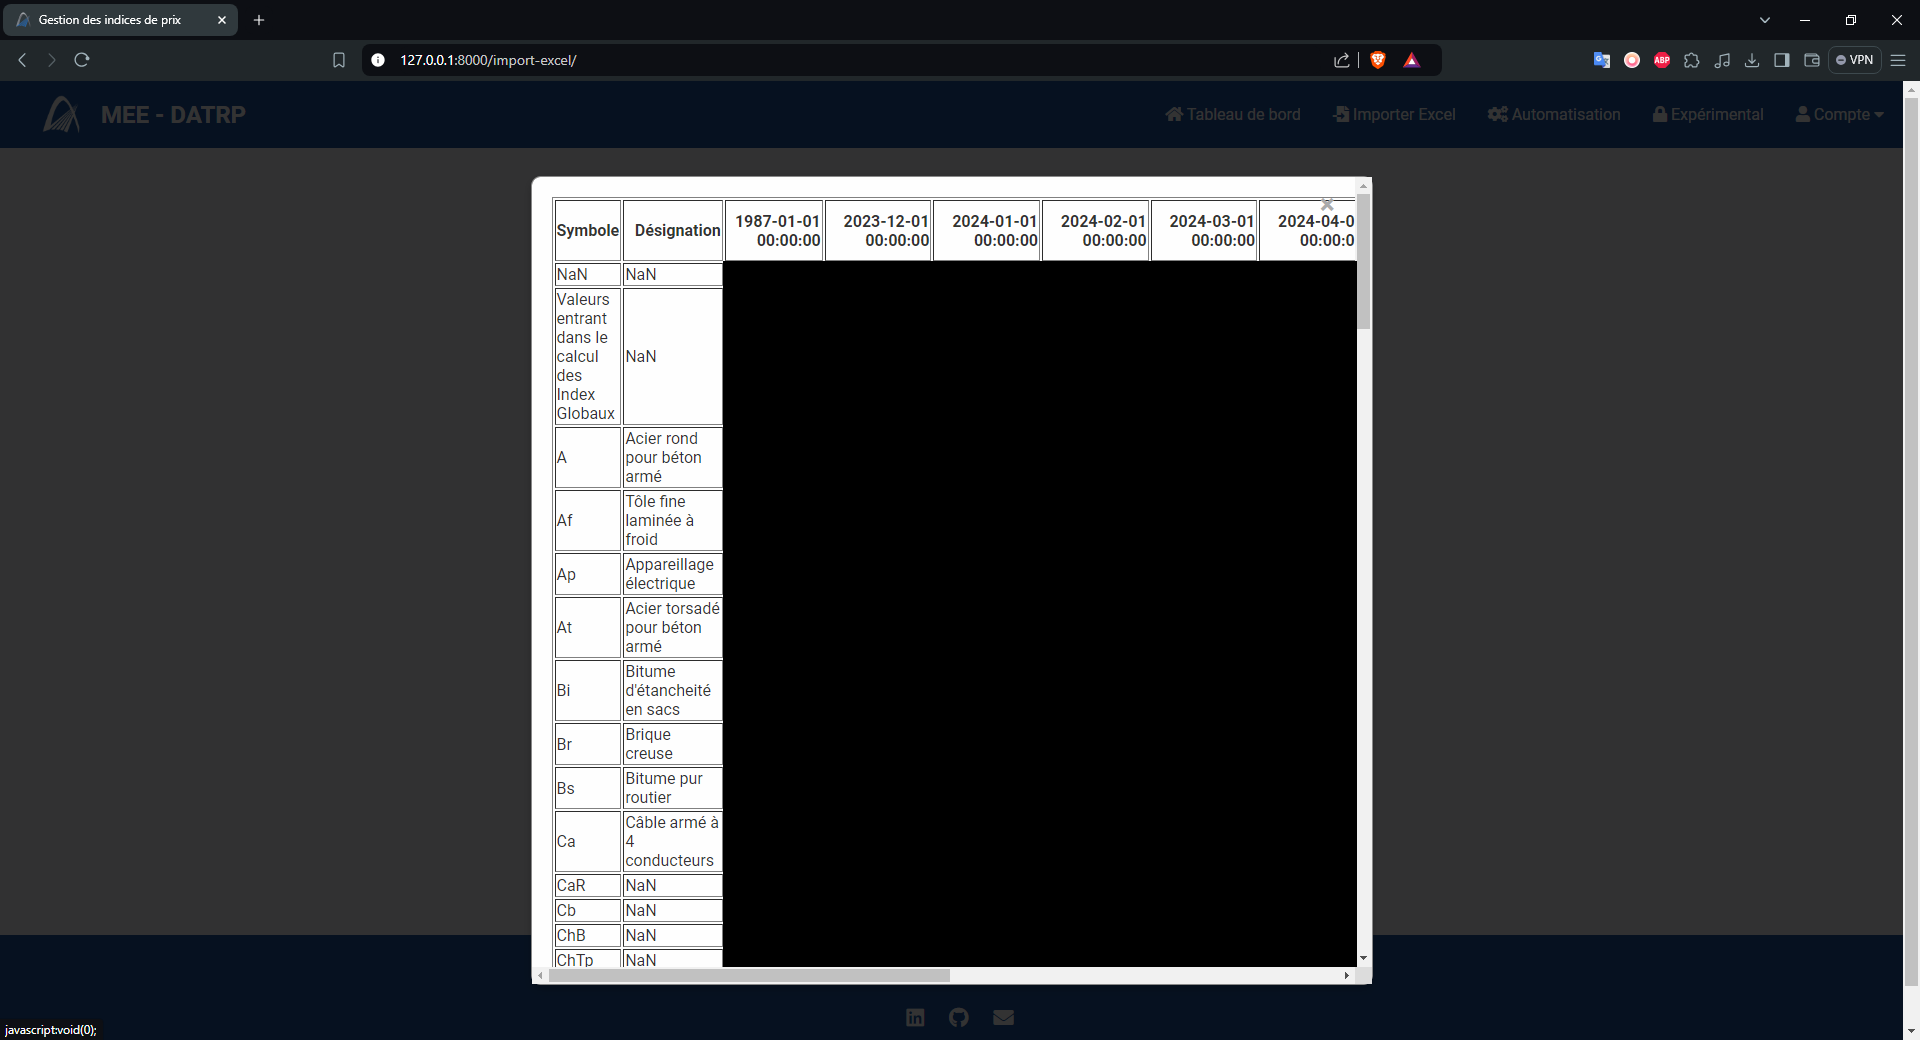 Gestion des indices de prix
127.0.0.1:8000/import-excel/
ABP
VPN
MEE - DATRP
Tableau de bord
Importer Excel
Automatisation
Expérimental
Compte
Symbole
Désignation
1987-01-01
00:00:00
2023-12-01
00:00:00
2024-01-01
00:00:00
2024-02-01
00:00:00
2024-03-01
00:00:00
2024-04-0
00:00:0
NaN
NaN
Valeurs
entrant
dans le
calcul
des
Index
Globaux
NaN
A
Acier rond
pour béton
armé
Af
Tôle fine
laminée à
froid
Ap
Appareillage
électrique
At
Acier torsadé
pour béton
armé
Bi
Bitume
d'étancheité
en sacs
Br
Brique
creuse
Bs
Bitume pur
routier
Ca
Câble armé à
4
conducteurs
CaR
NaN
Cb
NaN
ChB
NaN
ChTp
NaN
javascript:void(0);